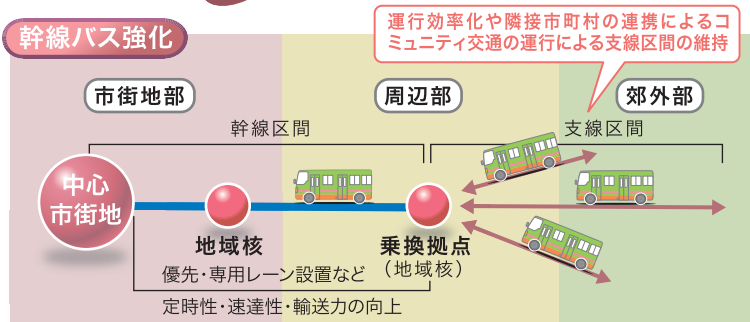 運行効率化や隣接市町村の連携によるコ
ミュニティ交通の運行による支線区間の維持
幹線バス強化
市街地部
周辺部
郊外部
幹線区間
支線区間
中心
市街地
地域核
乗換拠点
（地域核）
優先・専用レーン設置など
定時性・速達性・輸送力の向上